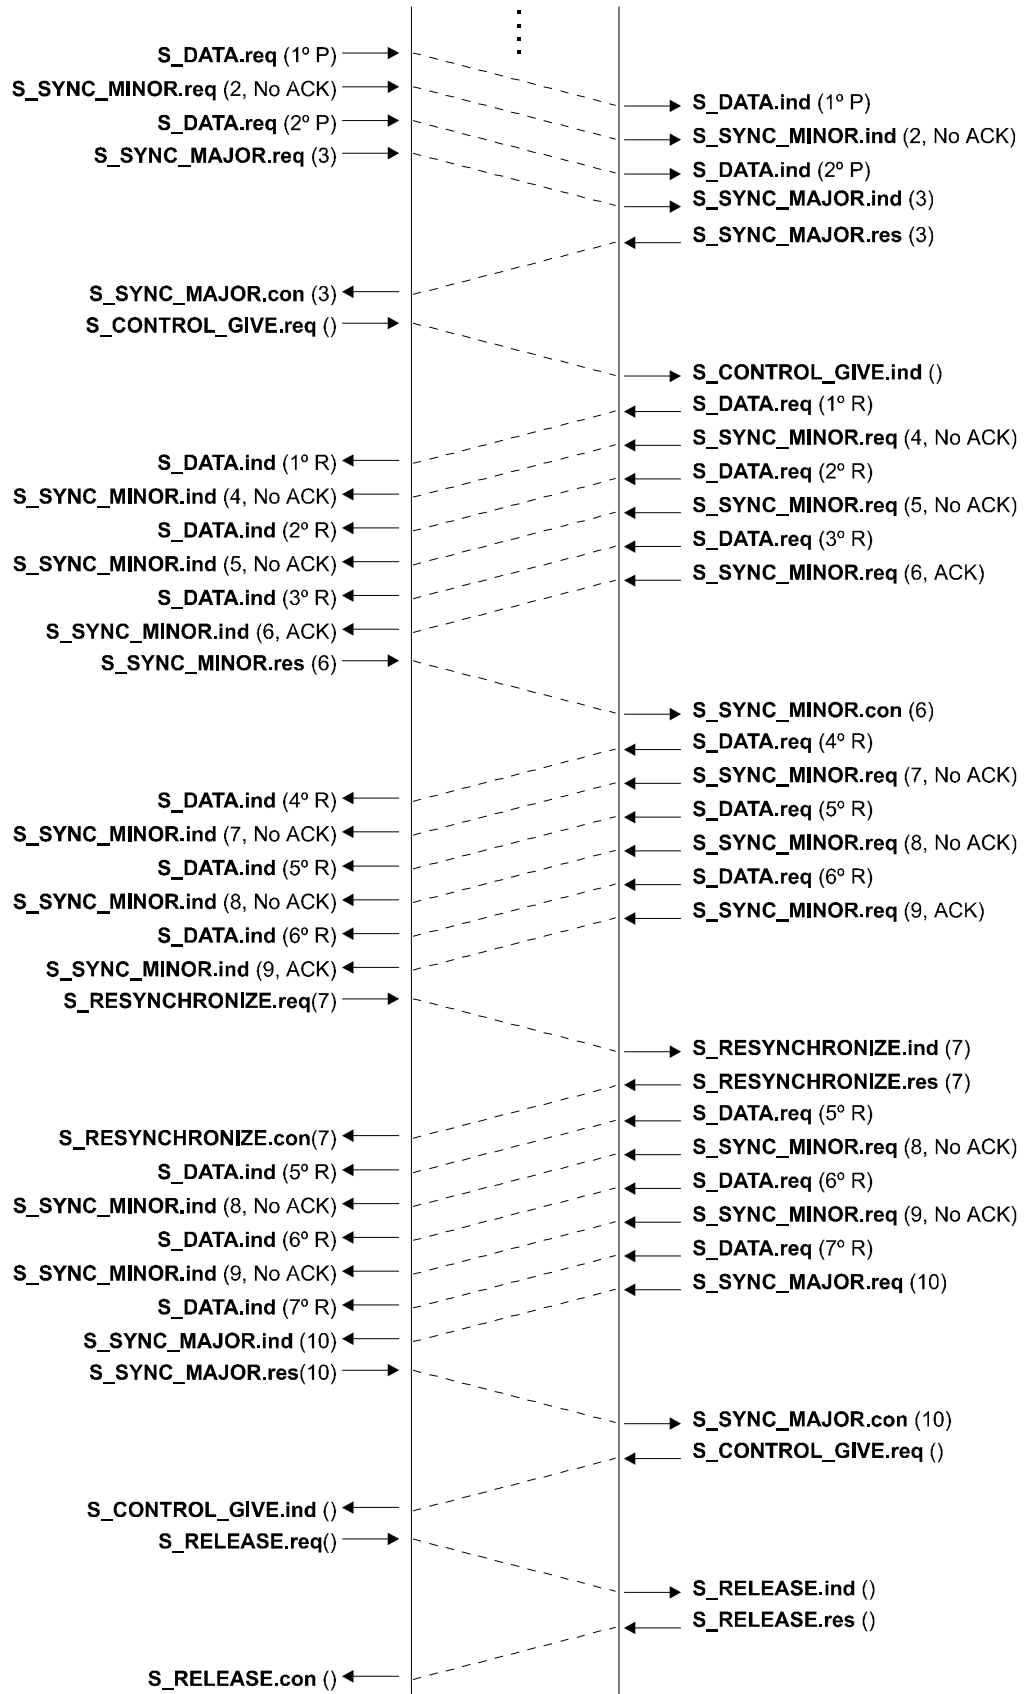 S_DATA.req (1º P)
S_SYNC_MINOR.req (2, No ACK)
S_DATA.ind (1º P)
S_DATA.req (2º P)
S_SYNC_MINOR.ind (2, No ACK)
S_SYNC_MAJOR.req (3)
S_DATA.ind (2º P)
S_SYNC_MAJOR.ind (3)
S_SYNC_MAJOR.res (3)
S_SYNC_MAJOR.con (3)
S_CONTROL_GIVE.req ()
S_CONTROL_GIVE.ind ()
S_DATA.req (1º R)
S_SYNC_MINOR.req (4, No ACK)
S_DATA.ind (1º R)
S_DATA.req (2º R)
S_SYNC_MINOR.ind (4, No ACK)
S_SYNC_MINOR.req (5, No ACK)
S_DATA.ind (2º R)
S_DATA.req (3º R)
S_SYNC_MINOR.ind (5, No ACK)
S_SYNC_MINOR.req (6, ACK)
S_DATA.ind (3º R)
S_SYNC_MINOR.ind (6, ACK)
S_SYNC_MINOR.res (6)
S_SYNC_MINOR.con (6)
S_DATA.req (4º R)
S_SYNC_MINOR.req (7, No ACK)
S_DATA.ind (4º R)
S_DATA.req (5º R)
S_SYNC_MINOR.ind (7, No ACK)
S_SYNC_MINOR.req (8, No ACK)
S_DATA.ind (5º R)
S_DATA.req (6º R)
S_SYNC_MINOR.ind (8, No ACK)
S_SYNC_MINOR.req (9, ACK)
S_DATA.ind (6º R)
S_SYNC_MINOR.ind (9, ACK)
S_RESYNCHRONIZE.req(7)
S_RESYNCHRONIZE.ind (7)
S_RESYNCHRONIZE.res (7)
S_DATA.req (5º R)
S_RESYNCHRONIZE.con(7)
S_SYNC_MINOR.req (8, No ACK)
S_DATA.ind (5º R)
S_DATA.req (6º R)
S_SYNC_MINOR.ind (8, No ACK)
S_SYNC_MINOR.req (9, No ACK)
S_DATA.ind (6º R)
S_DATA.req (7º R)
S_SYNC_MINOR.ind (9, No ACK)
S_SYNC_MAJOR.req (10)
S_DATA.ind (7º R)
S_SYNC_MAJOR.ind (10)
S_SYNC_MAJOR.res(10)
S_SYNC_MAJOR.con (10)
S_CONTROL_GIVE.req ()
S_CONTROL_GIVE.ind ()
S_RELEASE.req()
S_RELEASE.ind ()
S_RELEASE.res ()
S_RELEASE.con ()